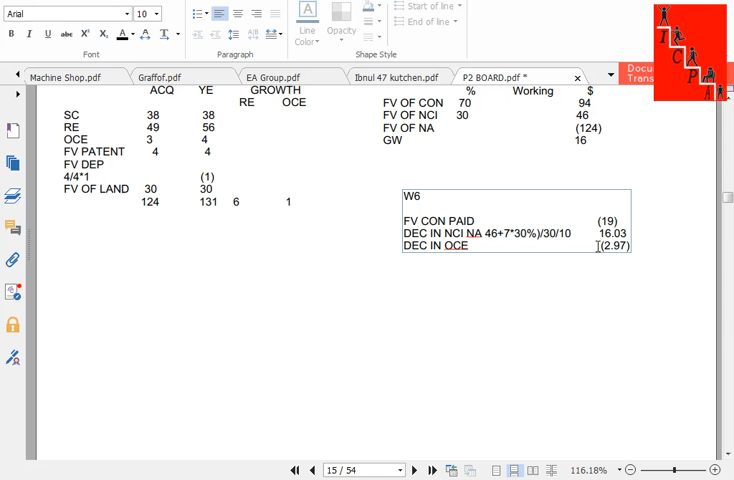 Arial 10 Start of line
End of line
B I U abc X² X₂ A T Line Color Opacity
Font Paragraph Shape Style
Machine Shop.pdf Graffof.pdf EA Group.pdf Ibnul 47 kutchen.pdf P2 BOARD.pdf *
Docu
Trans
I
C
P
A
ACQ YE GROWTH
RE OCE
SC 38 38
RE 49 56
OCE 3 4
FV PATENT 4 4
FV DEP
4/4*1 (1)
FV OF LAND 30 30
124 131 6 1
% Working $
FV OF CON 70 94
FV OF NCI 30 46
FV OF NA (124)
GW 16
W6
FV CON PAID (19)
DEC IN NCI NA 46+7*30%)/30/10 16.03
DEC IN OCE (2.97)
15 / 54 116.18%